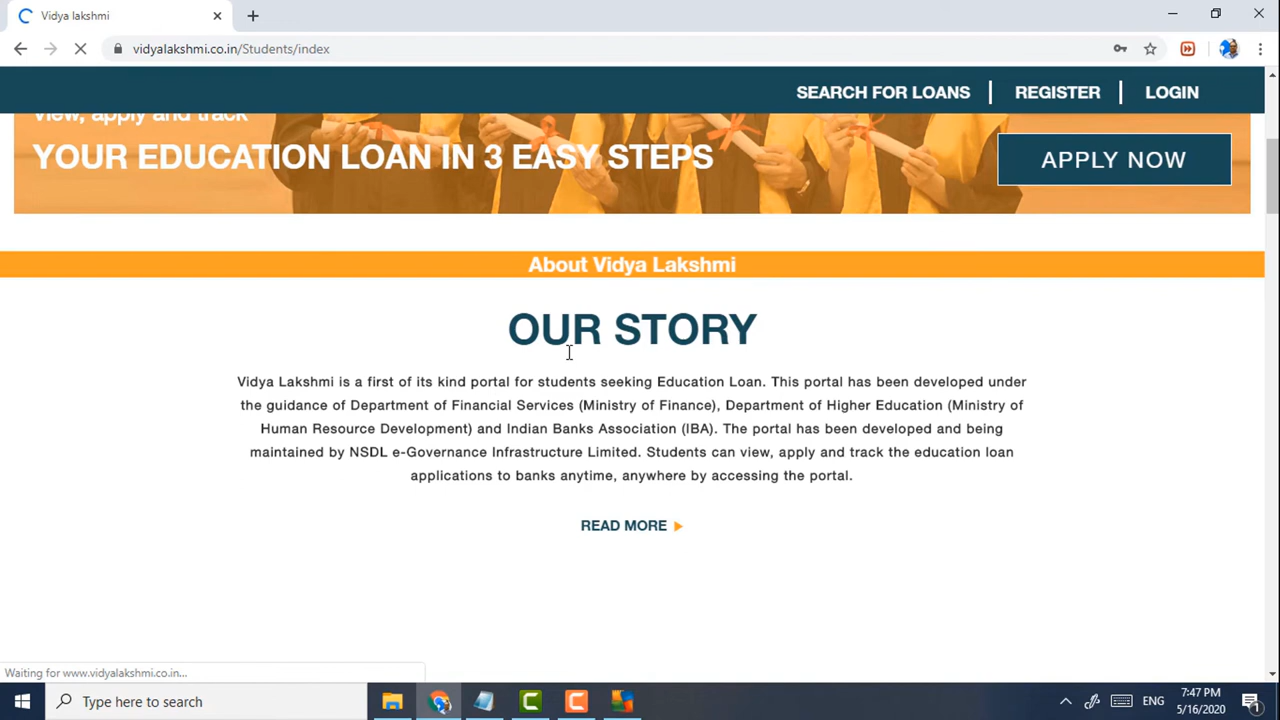 Vidya lakshmi
vidyalakshmi.co.in/Students/index
SEARCH FOR LOANS
REGISTER
LOGIN
view, apply and track
YOUR EDUCATION LOAN IN 3 EASY STEPS
APPLY NOW
About Vidya Lakshmi
OUR STORY
Vidya Lakshmi is a first of its kind portal for students seeking Education Loan. This portal has been developed under
the guidance of Department of Financial Services (Ministry of Finance), Department of Higher Education (Ministry of
Human Resource Development) and Indian Banks Association (IBA). The portal has been developed and being
maintained by NSDL e-Governance Infrastructure Limited. Students can view, apply and track the education loan
applications to banks anytime, anywhere by accessing the portal.
READ MORE
Waiting for www.vidyalakshmi.co.in...
Type here to search
ENG
7:47 PM
5/16/2020
1